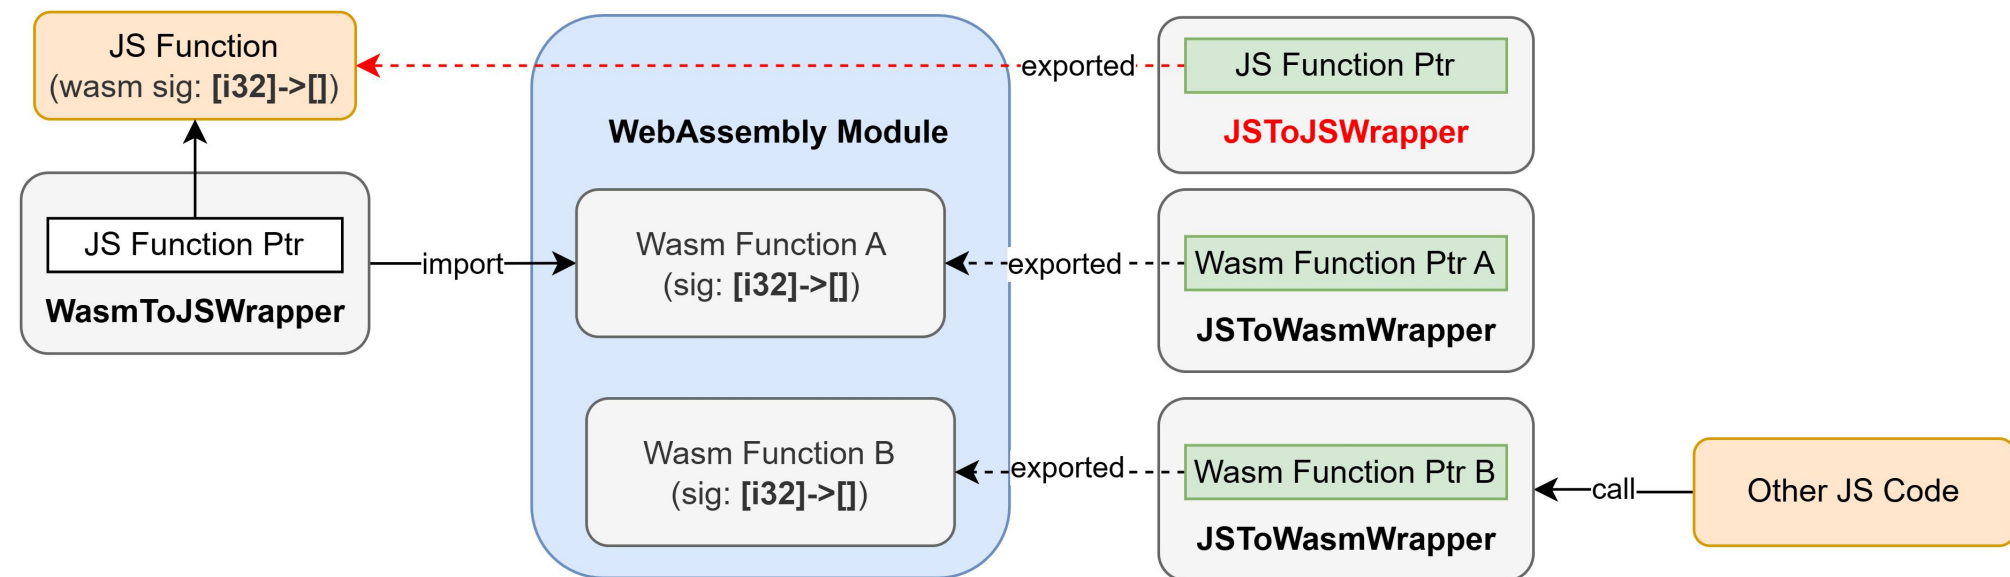 JS Function
(wasm sig: [i32]->[])
exported
JS Function Ptr
JSToJSWrapper
WebAssembly Module
JS Function Ptr
WasmToJSWrapper
import
Wasm Function A
(sig: [i32]->[])
exported
Wasm Function Ptr A
JSToWasmWrapper
Wasm Function B
(sig: [i32]->[])
exported
Wasm Function Ptr B
JSToWasmWrapper
call
Other JS Code